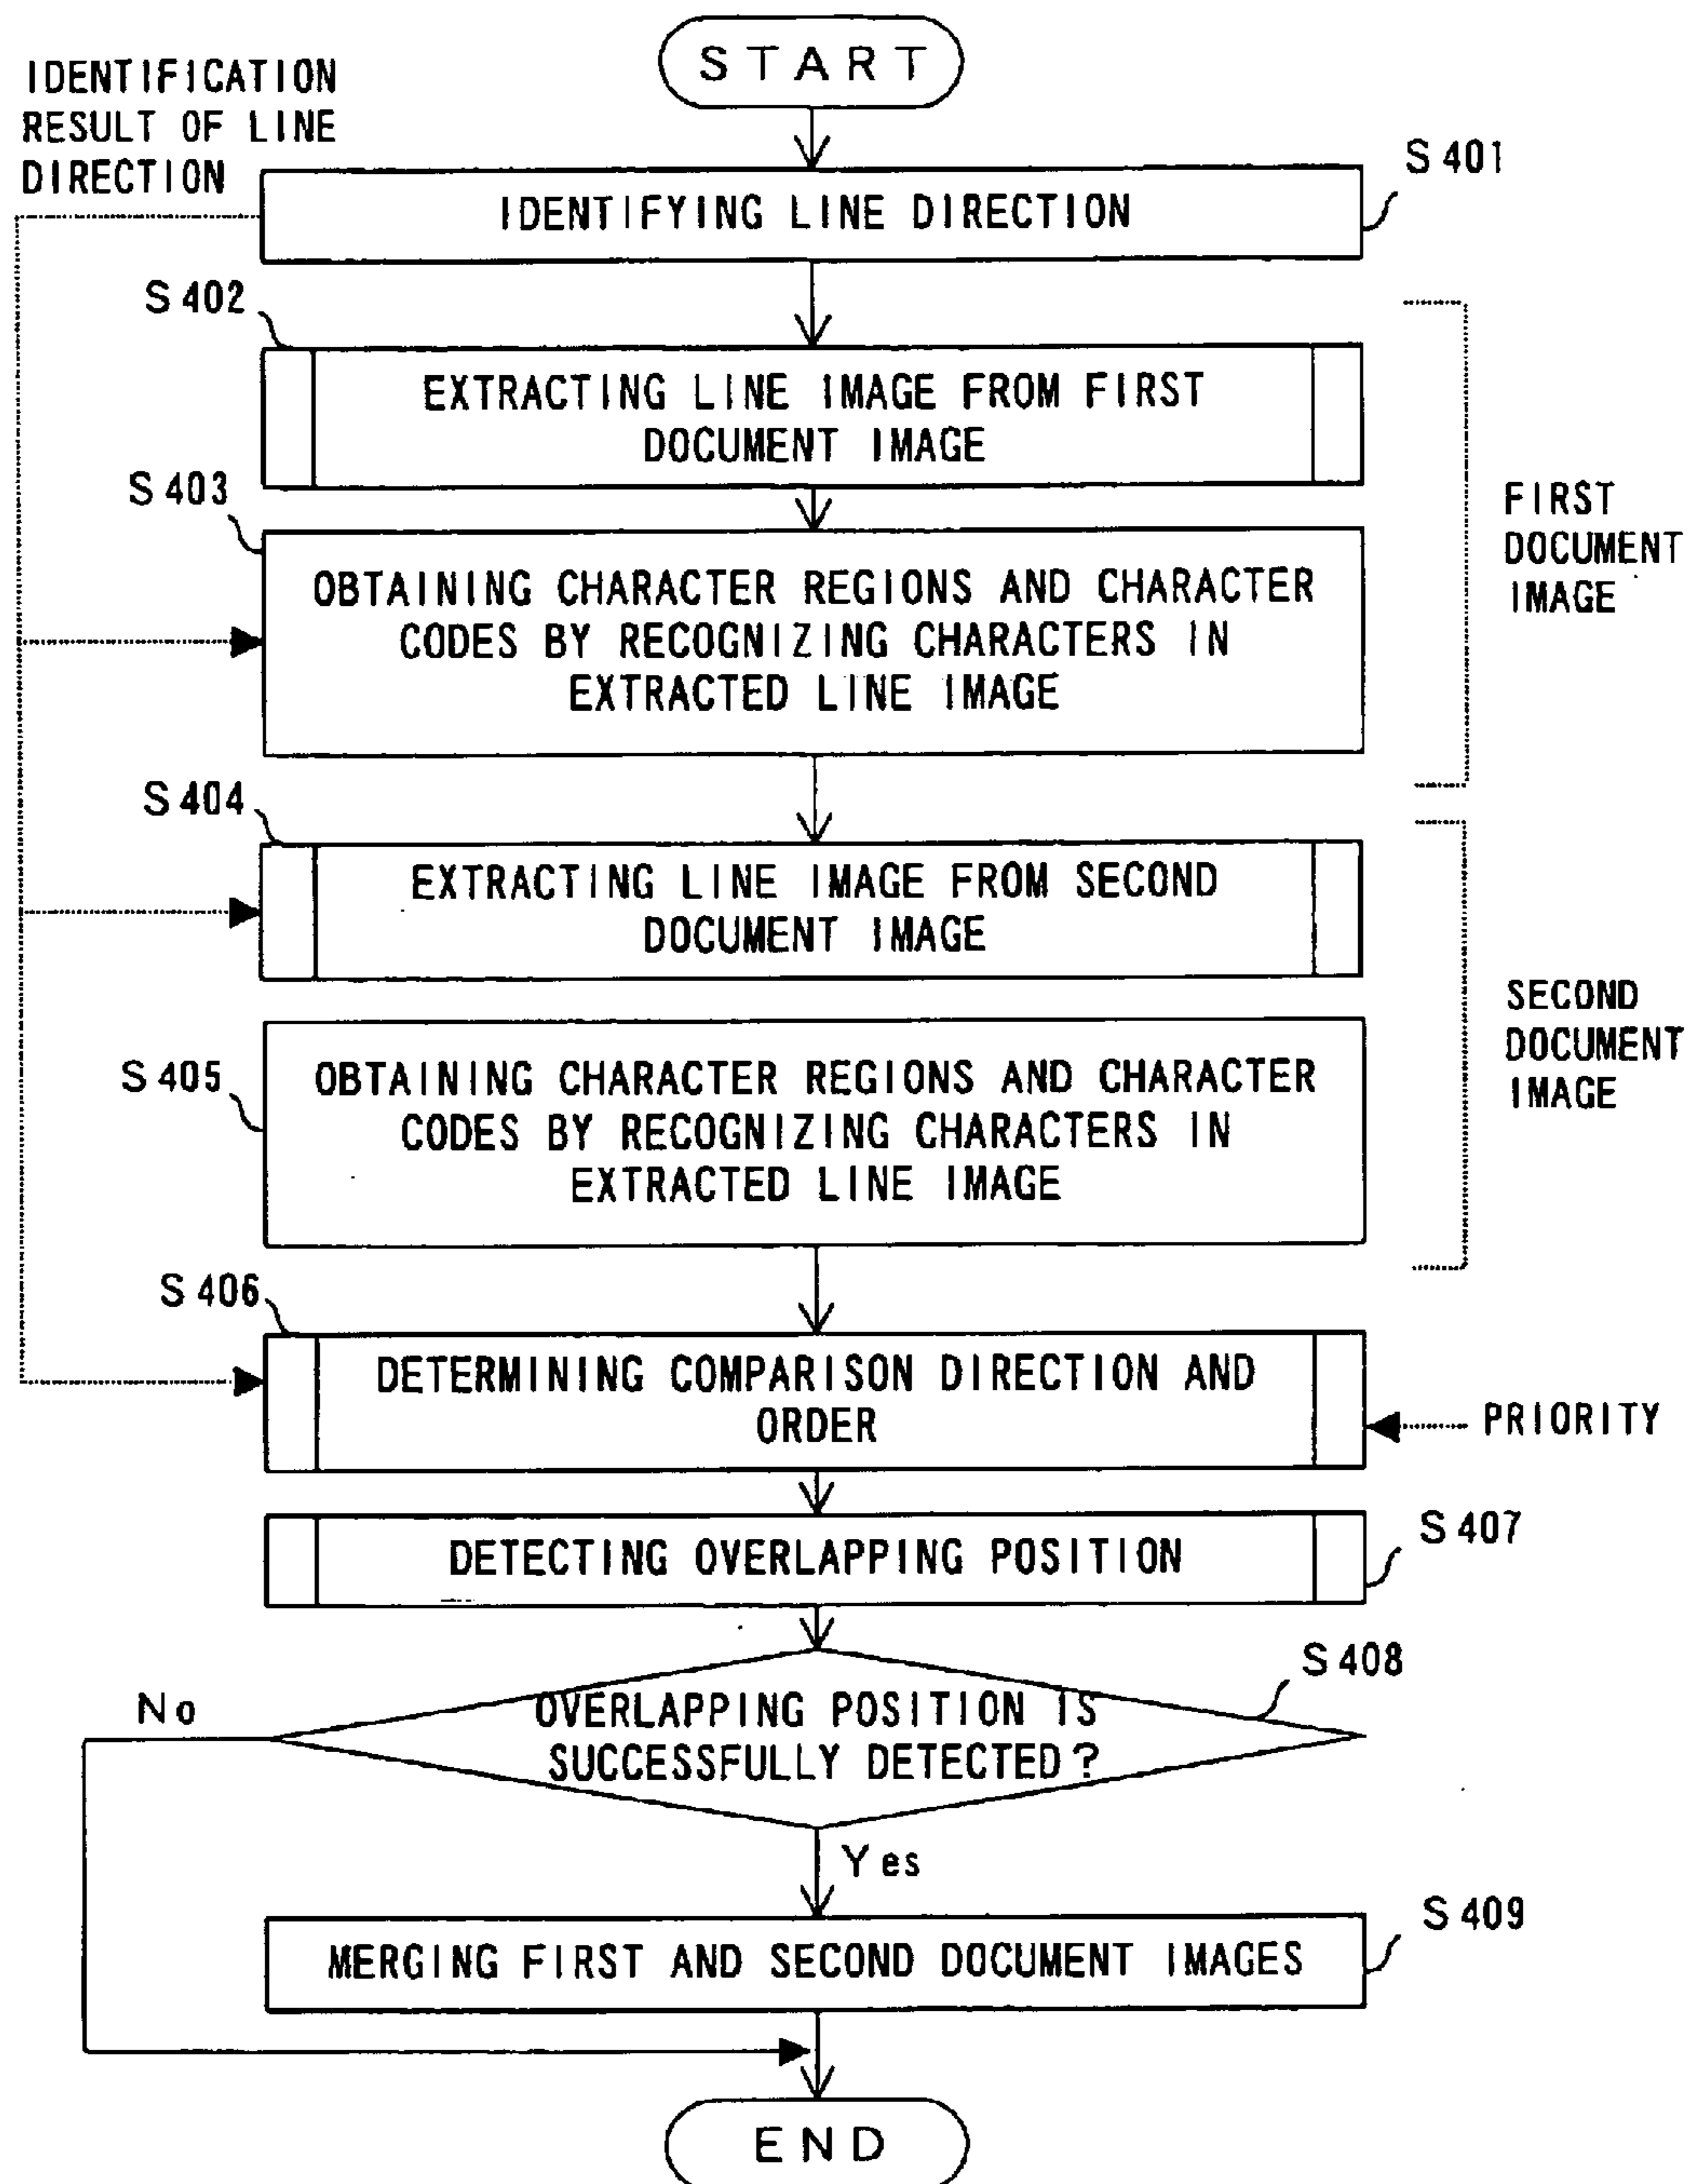 START
IDENTIFICATION
RESULT OF LINE
DIRECTION
S401
IDENTIFYING LINE DIRECTION
S402
EXTRACTING LINE IMAGE FROM FIRST
DOCUMENT IMAGE
S403
OBTAINING CHARACTER REGIONS AND CHARACTER
CODES BY RECOGNIZING CHARACTERS IN
EXTRACTED LINE IMAGE
FIRST
DOCUMENT
IMAGE
S404
EXTRACTING LINE IMAGE FROM SECOND
DOCUMENT IMAGE
S405
OBTAINING CHARACTER REGIONS AND CHARACTER
CODES BY RECOGNIZING CHARACTERS IN
EXTRACTED LINE IMAGE
SECOND
DOCUMENT
IMAGE
S406
DETERMINING COMPARISON DIRECTION AND
ORDER
PRIORITY
S407
DETECTING OVERLAPPING POSITION
S408
OVERLAPPING POSITION IS
SUCCESSFULLY DETECTED?
No
Yes
S409
MERGING FIRST AND SECOND DOCUMENT IMAGES
END